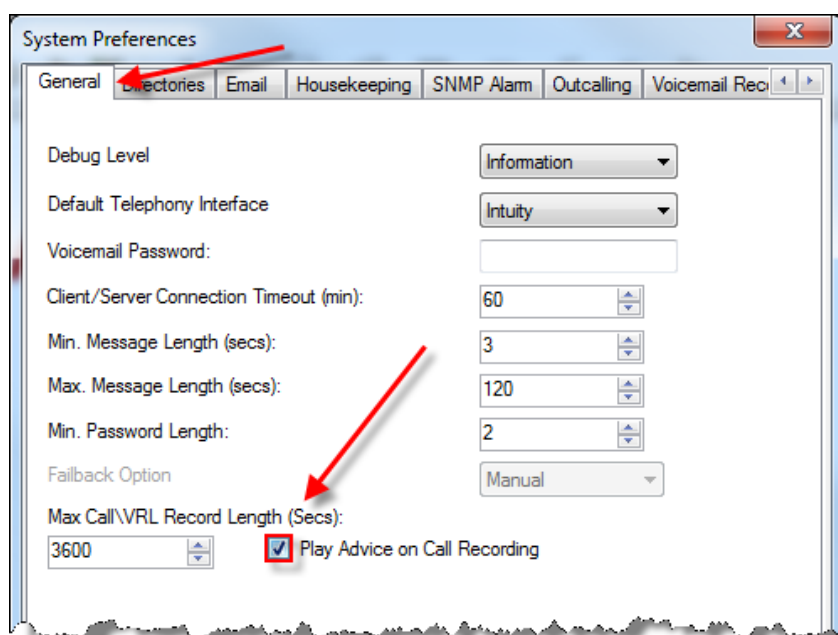 System Preferences
General Directories Email Housekeeping SNMP Alarm Outcalling Voicemail Rec
Debug Level Information
Default Telephony Interface Intuity
Voicemail Password:
Client/Server Connection Timeout (min): 60
Min. Message Length (secs): 3
Max. Message Length (secs): 120
Min. Password Length: 2
Failback Option Manual
Max Call\VRL Record Length (Secs):
3600 Play Advice on Call Recording